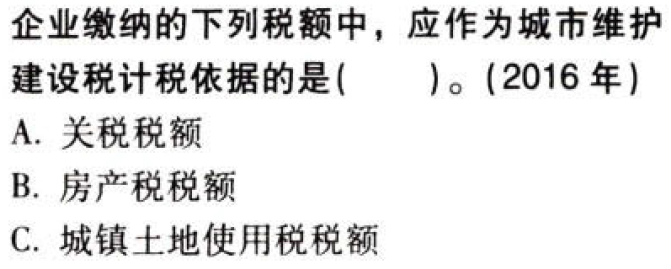 企业缴纳的下列税额中，应作为城市维护
建设税计税依据的是(　　)。(2016 年)
A. 关税税额
B. 房产税税额
C. 城镇土地使用税税额